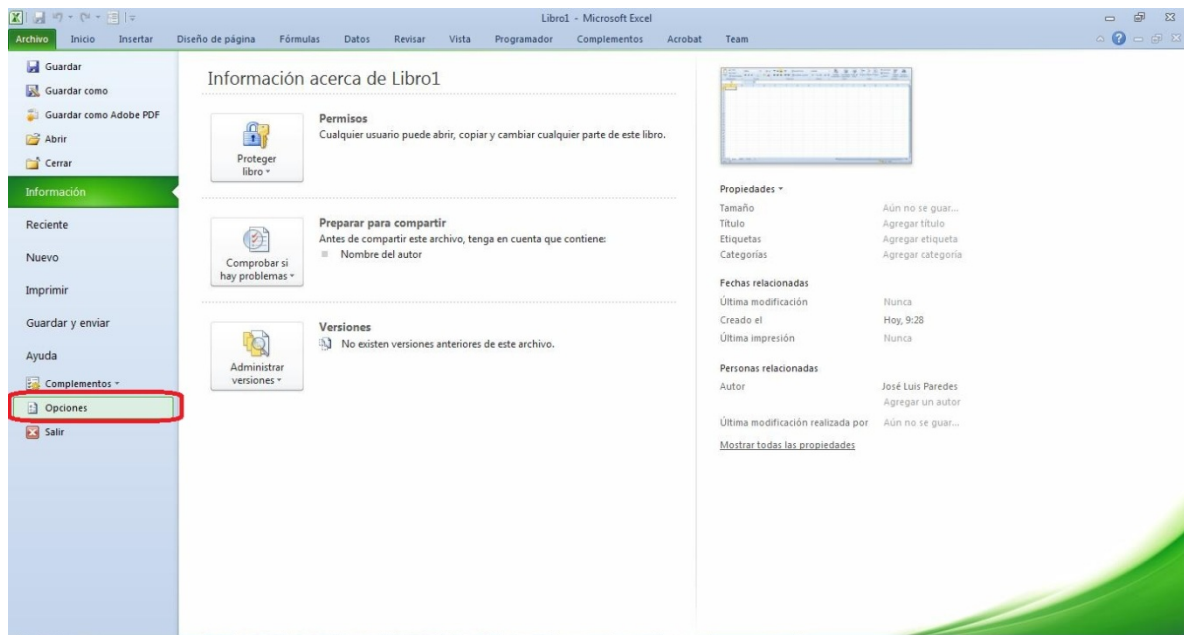 Libro1 - Microsoft Excel
Archivo Inicio Insertar Diseño de página Fórmulas Datos Revisar Vista Programador Complementos Acrobat Team
Guardar
Guardar como
Guardar como Adobe PDF
Abrir
Cerrar
Información
Reciente
Nuevo
Imprimir
Guardar y enviar
Ayuda
Complementos
Opciones
Salir
Información acerca de Libro1
Proteger
libro
Permisos
Cualquier usuario puede abrir, copiar y cambiar cualquier parte de este libro.
Comprobar si
hay problemas
Preparar para compartir
Antes de compartir este archivo, tenga en cuenta que contiene:
Nombre del autor
Administrar
versiones
Versiones
No existen versiones anteriores de este archivo.
Propiedades
Tamaño Aún no se guar...
Título Agregar título
Etiquetas Agregar etiqueta
Categorías Agregar categoría
Fechas relacionadas
Última modificación Nunca
Creado el Hoy, 9:28
Última impresión Nunca
Personas relacionadas
Autor José Luis Paredes
Agregar un autor
Última modificación realizada por Aún no se guar...
Mostrar todas las propiedades